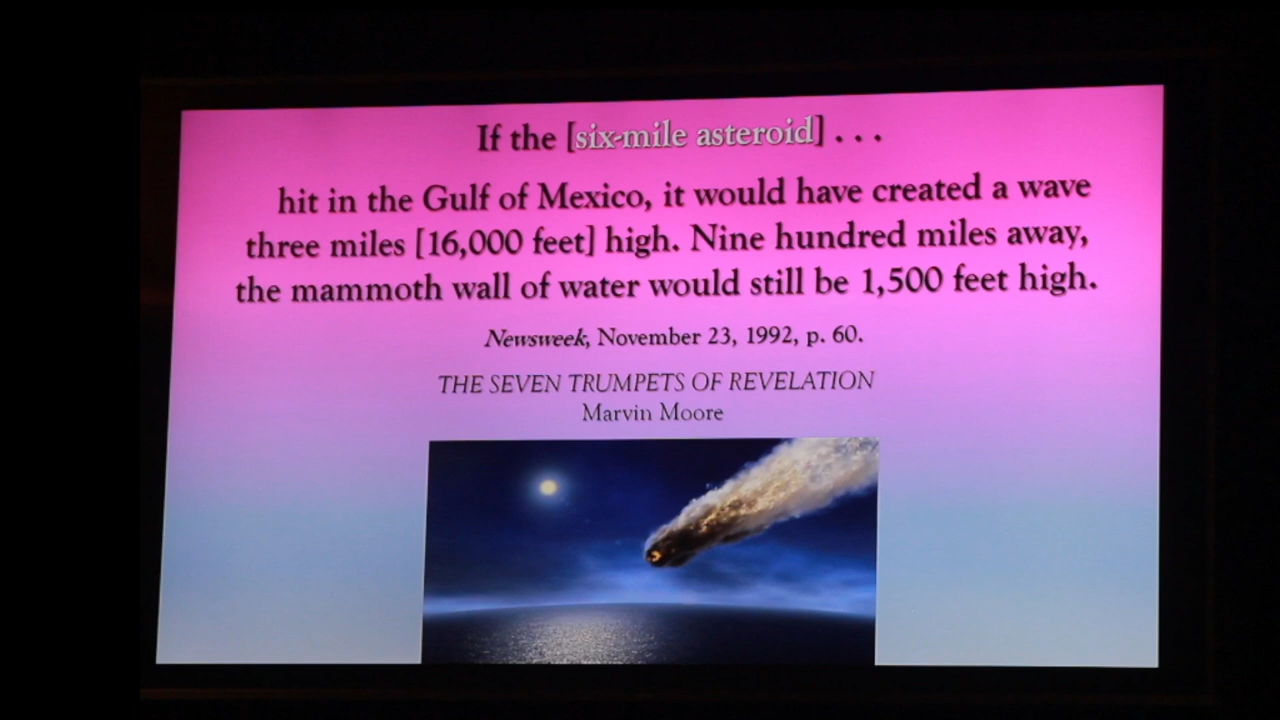 If the [six-mile asteroid] . . .
hit in the Gulf of Mexico, it would have created a wave
three miles [16,000 feet] high. Nine hundred miles away,
the mammoth wall of water would still be 1,500 feet high.
Newsweek, November 23, 1992, p. 60.
THE SEVEN TRUMPETS OF REVELATION
Marvin Moore